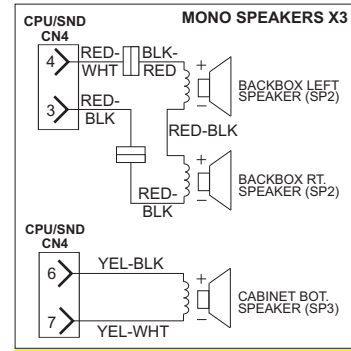 MONO SPEAKERS X3
CPU/SND
CN4
4
RED-
WHT
BLK-
RED
+
−
BACKBOX LEFT
SPEAKER (SP2)
3
RED-
BLK
RED-BLK
+
−
BACKBOX RT.
SPEAKER (SP2)
RED-
BLK
CPU/SND
CN4
6
YEL-BLK
+
−
CABINET BOT.
SPEAKER (SP3)
7
YEL-WHT